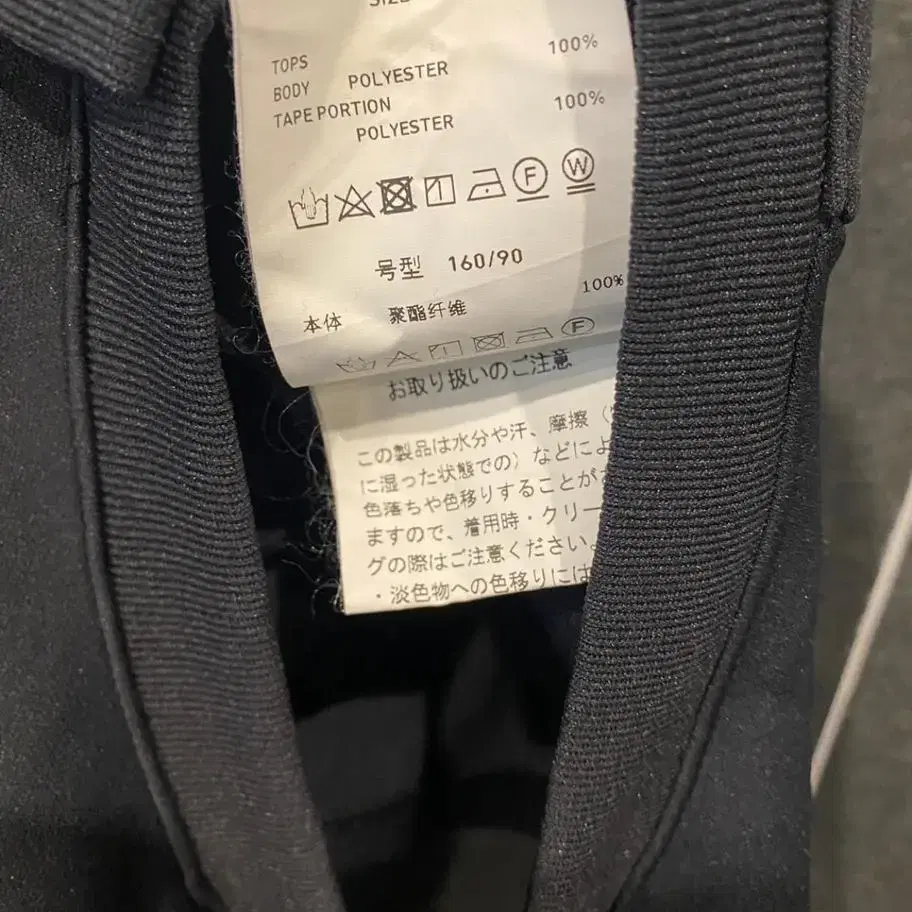 SIZE
TOPS
BODY POLYESTER 100%
TAPE PORTION
POLYESTER 100%
F W
号型 160/90
本体 聚酯纤维 100%
F
お取り扱いのご注意
この製品は水分や汗、摩擦(
に湿った状態での)などによ
色落ちや色移りすることが
ますので、着用時・クリー
グの際はご注意ください。
・淡色物への色移りには